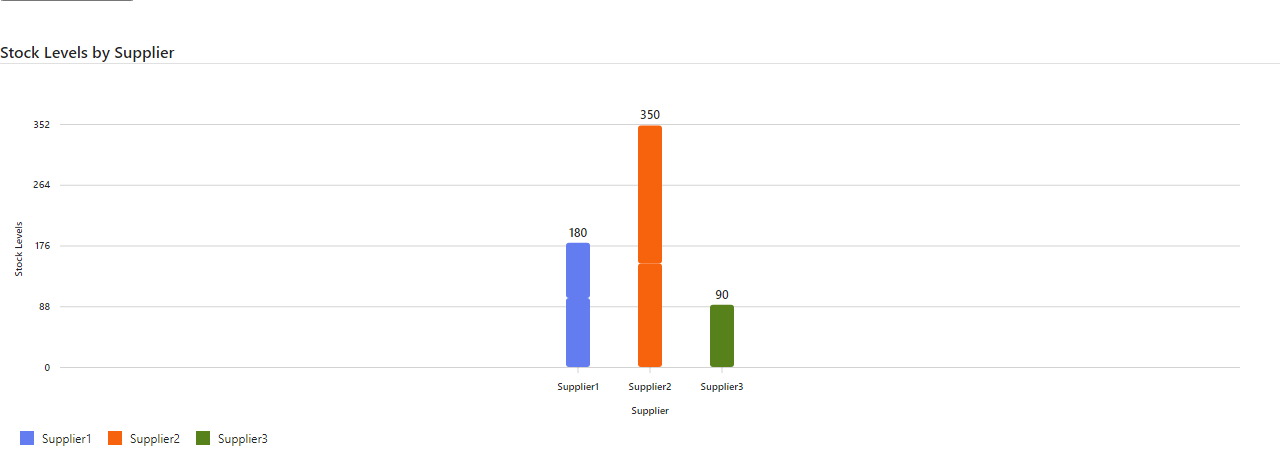 Stock Levels by Supplier
350
352
264
180
176
Stock Levels
90
88
0
Supplier1 Supplier2 Supplier3
Supplier
Supplier1 Supplier2 Supplier3